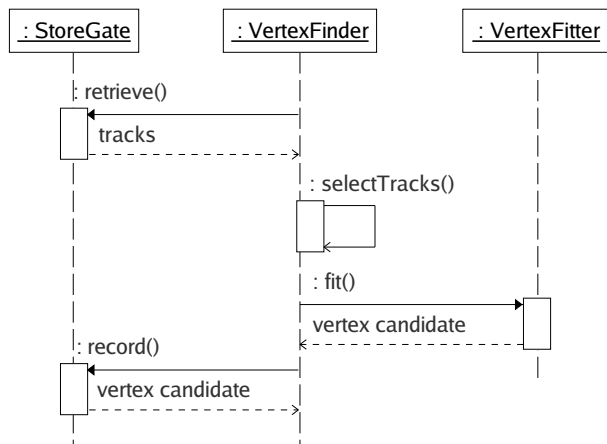 : StoreGate
: VertexFinder
: VertexFitter
: retrieve()
tracks
: selectTracks()
: fit()
vertex candidate
: record()
vertex candidate